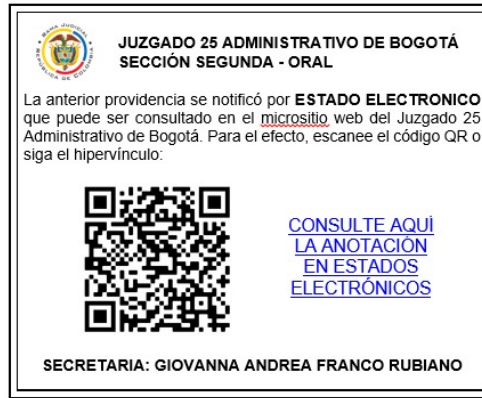 JUZGADO 25 ADMINISTRATIVO DE BOGOTÁ
SECCIÓN SEGUNDA - ORAL
La anterior providencia se notificó por ESTADO ELECTRONICO
que puede ser consultado en el micrositio web del Juzgado 25
Administrativo de Bogotá. Para el efecto, escanee el código QR o
siga el hipervínculo:
CONSULTE AQUÍ
LA ANOTACIÓN
EN ESTADOS
ELECTRÓNICOS
SECRETARIA: GIOVANNA ANDREA FRANCO RUBIANO